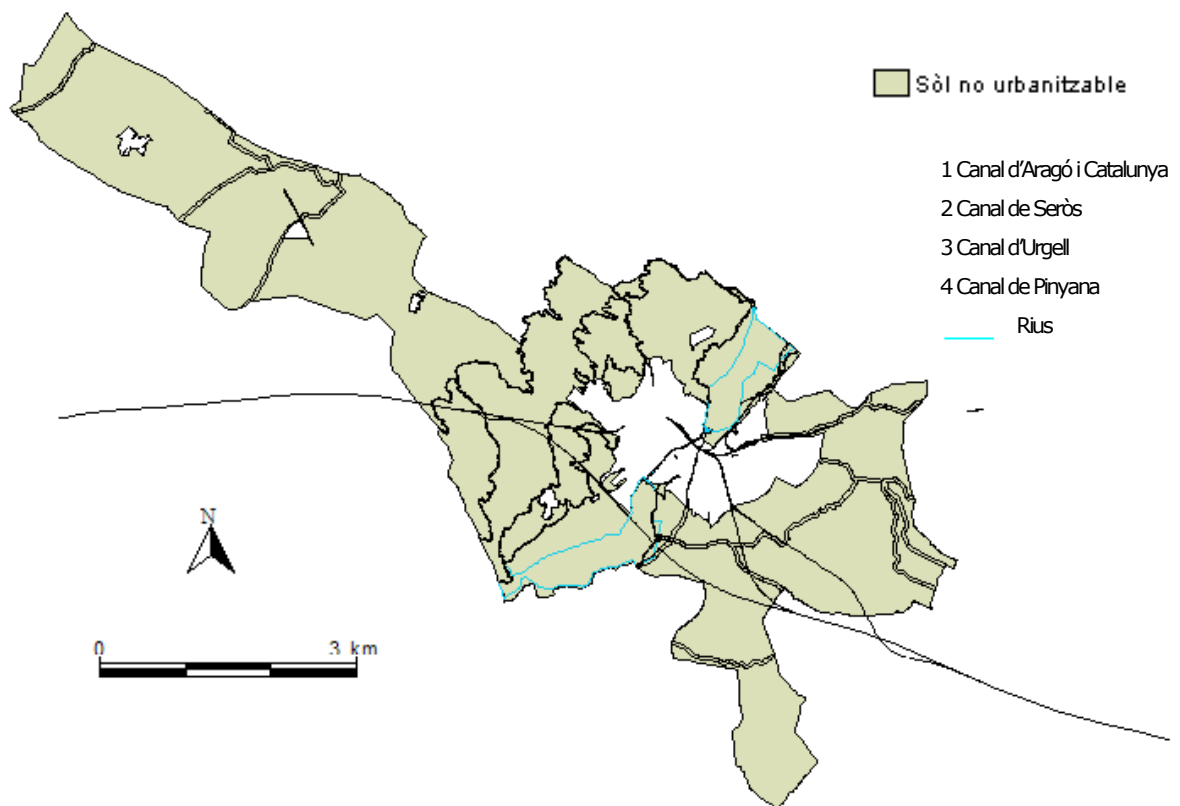 Sòl no urbanitzable
1 Canal d'Aragó i Catalunya
2 Canal de Seròs
3 Canal d'Urgell
4 Canal de Pinyana
Rius
N
0 3 km